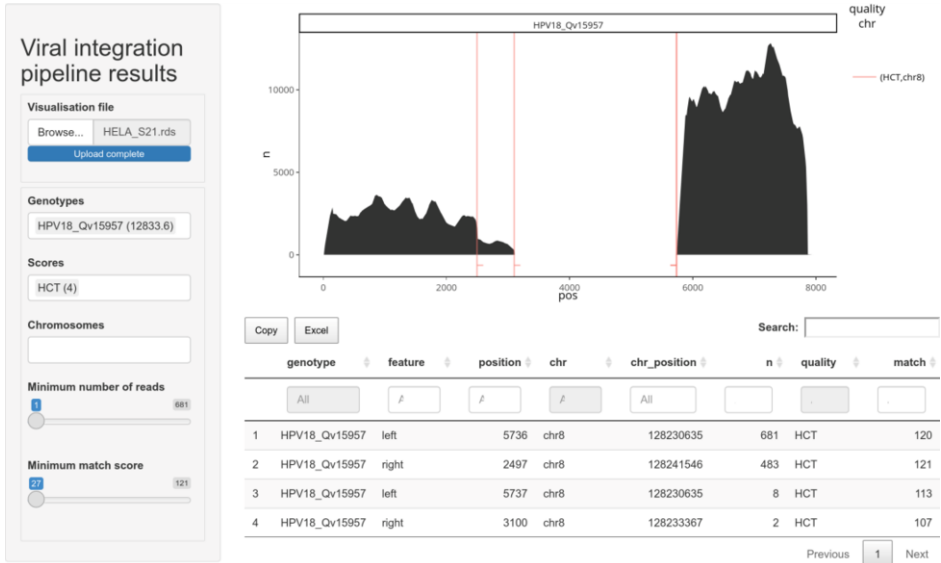 Viral integration
pipeline results
Visualisation file
Browse... HELA_S21.rds
Upload complete
Genotypes
HPV18_Qv15957 (12833.6)
Scores
HCT (4)
Chromosomes
Minimum number of reads
1 681
Minimum match score
27 121
HPV18_Qv15957
n
10000
5000
0
0 2000 4000 6000 8000
pos
quality
chr
(HCT,chr8)
Copy Excel Search:
genotype feature position chr chr_position n quality match
All All
1 HPV18_Qv15957 left 5736 chr8 128230635 681 HCT 120
2 HPV18_Qv15957 right 2497 chr8 128241546 483 HCT 121
3 HPV18_Qv15957 left 5737 chr8 128230635 8 HCT 113
4 HPV18_Qv15957 right 3100 chr8 128233367 2 HCT 107
Previous 1 Next